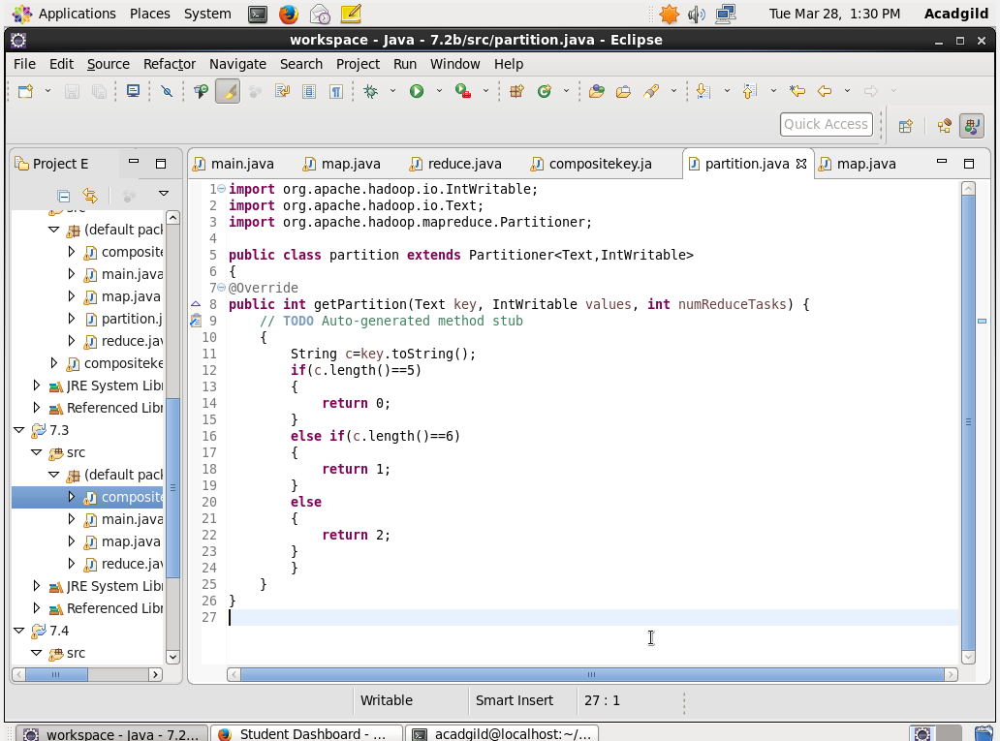 Applications Places System Tue Mar 28, 1:30 PM Acadgild
workspace - Java - 7.2b/src/partition.java - Eclipse
File Edit Source Refactor Navigate Search Project Run Window Help
Quick Access
Project E
main.java map.java reduce.java compositekey.ja partition.java map.java
src
(default pack
composite
main.java
map.java
partition.j
reduce.jav
compositeke
JRE System Libr
Referenced Libr
7.3
src
(default pack
composite
main.java
map.java
reduce.jav
JRE System Libr
Referenced Libr
7.4
src
1 import org.apache.hadoop.io.IntWritable;
2 import org.apache.hadoop.io.Text;
3 import org.apache.hadoop.mapreduce.Partitioner;
4
5 public class partition extends Partitioner<Text,IntWritable>
6 {
7 @Override
8 public int getPartition(Text key, IntWritable values, int numReduceTasks) {
9 // TODO Auto-generated method stub
10 {
11 String c=key.toString();
12 if(c.length()==5)
13 {
14 return 0;
15 }
16 else if(c.length()==6)
17 {
18 return 1;
19 }
20 else
21 {
22 return 2;
23 }
24 }
25 }
26 }
27
Writable Smart Insert 27 : 1
workspace - Java - 7.2... Student Dashboard - ... acadgild@localhost:~/...